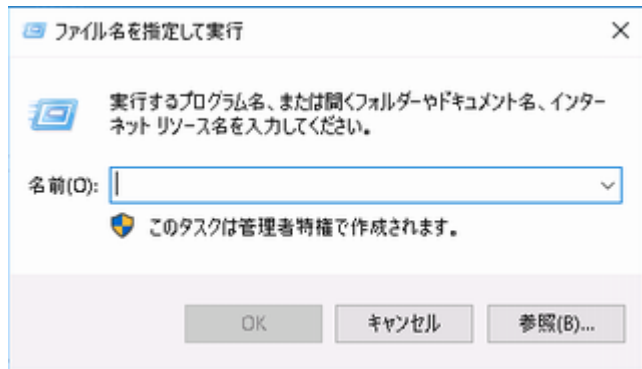 ファイル名を指定して実行
実行するプログラム名、または開くフォルダーやドキュメント名、インター
ネット リソース名を入力してください。
名前(O):
このタスクは管理者特権で作成されます。
OK キャンセル 参照(B)...